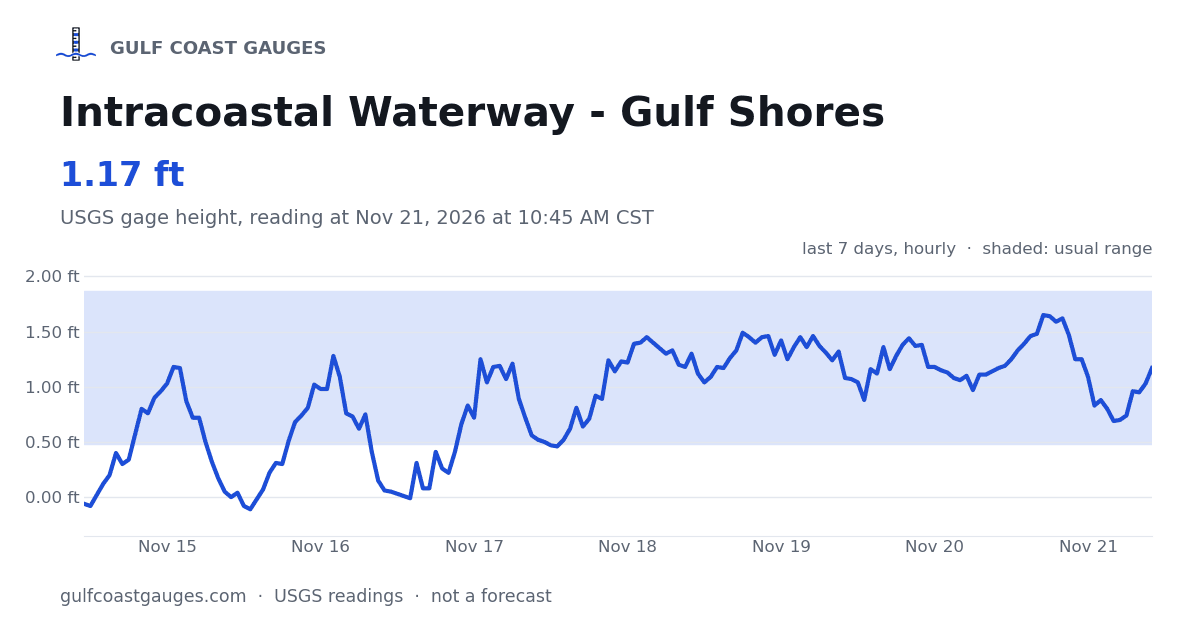 GULF COAST GAUGES
Intracoastal Waterway - Gulf Shores
1.17 ft
USGS gage height, reading at Nov 21, 2026 at 10:45 AM CST
last 7 days, hourly · shaded: usual range
2.00 ft
1.50 ft
1.00 ft
0.50 ft
0.00 ft
Nov 15 Nov 16 Nov 17 Nov 18 Nov 19 Nov 20 Nov 21
gulfcoastgauges.com · USGS readings · not a forecast